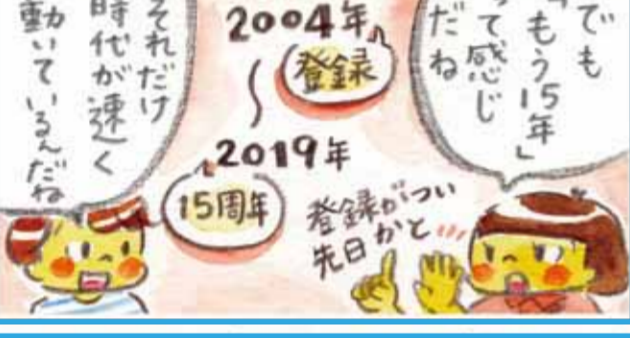 でも
「もう15年」
って感じ
だね
2004年
登録
〜
2019年
15周年
登録がつい
先日かと
それだけ
時代が速く
動いているんだね